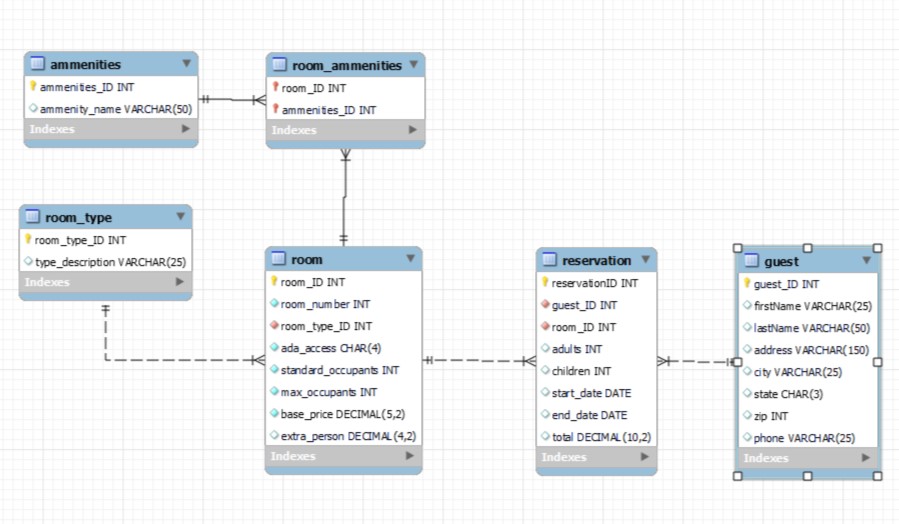 ammenities
ammenities_ID INT
ammenity_name VARCHAR(50)
Indexes
room_ammenities
room_ID INT
ammenities_ID INT
Indexes
room_type
room_type_ID INT
type_description VARCHAR(25)
Indexes
room
room_ID INT
room_number INT
room_type_ID INT
ada_access CHAR(4)
standard_occupants INT
max_occupants INT
base_price DECIMAL(5,2)
extra_person DECIMAL(4,2)
Indexes
reservation
reservationID INT
guest_ID INT
room_ID INT
adults INT
children INT
start_date DATE
end_date DATE
total DECIMAL(10,2)
Indexes
guest
guest_ID INT
firstName VARCHAR(25)
lastName VARCHAR(50)
address VARCHAR(150)
city VARCHAR(25)
state CHAR(3)
zip INT
phone VARCHAR(25)
Indexes